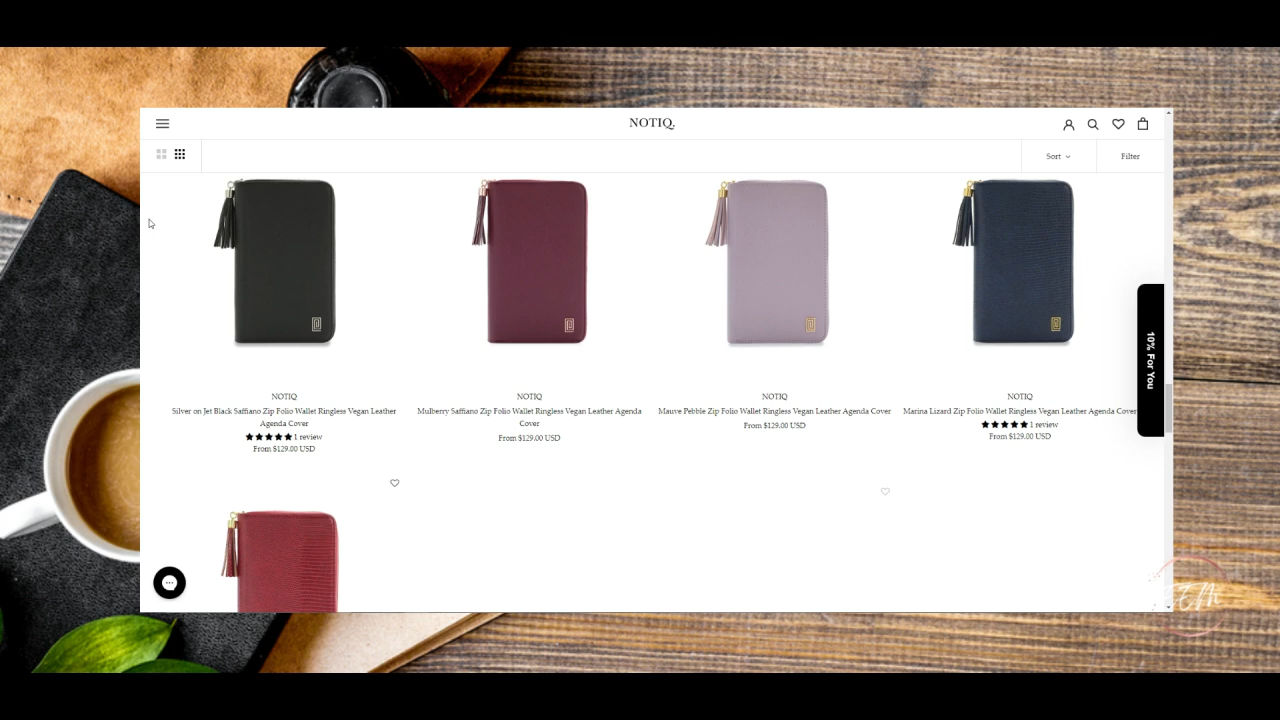 NOTIQ
Sort
Filter
10% For You
NOTIQ
Silver on Jet Black Saffiano Zip Folio Wallet Ringless Vegan Leather
Agenda Cover
1 review
From $129.00 USD
NOTIQ
Mulberry Saffiano Zip Folio Wallet Ringless Vegan Leather Agenda
Cover
From $129.00 USD
NOTIQ
Mauve Pebble Zip Folio Wallet Ringless Vegan Leather Agenda Cover
From $129.00 USD
NOTIQ
Marina Lizard Zip Folio Wallet Ringless Vegan Leather Agenda Cover
1 review
From $129.00 USD